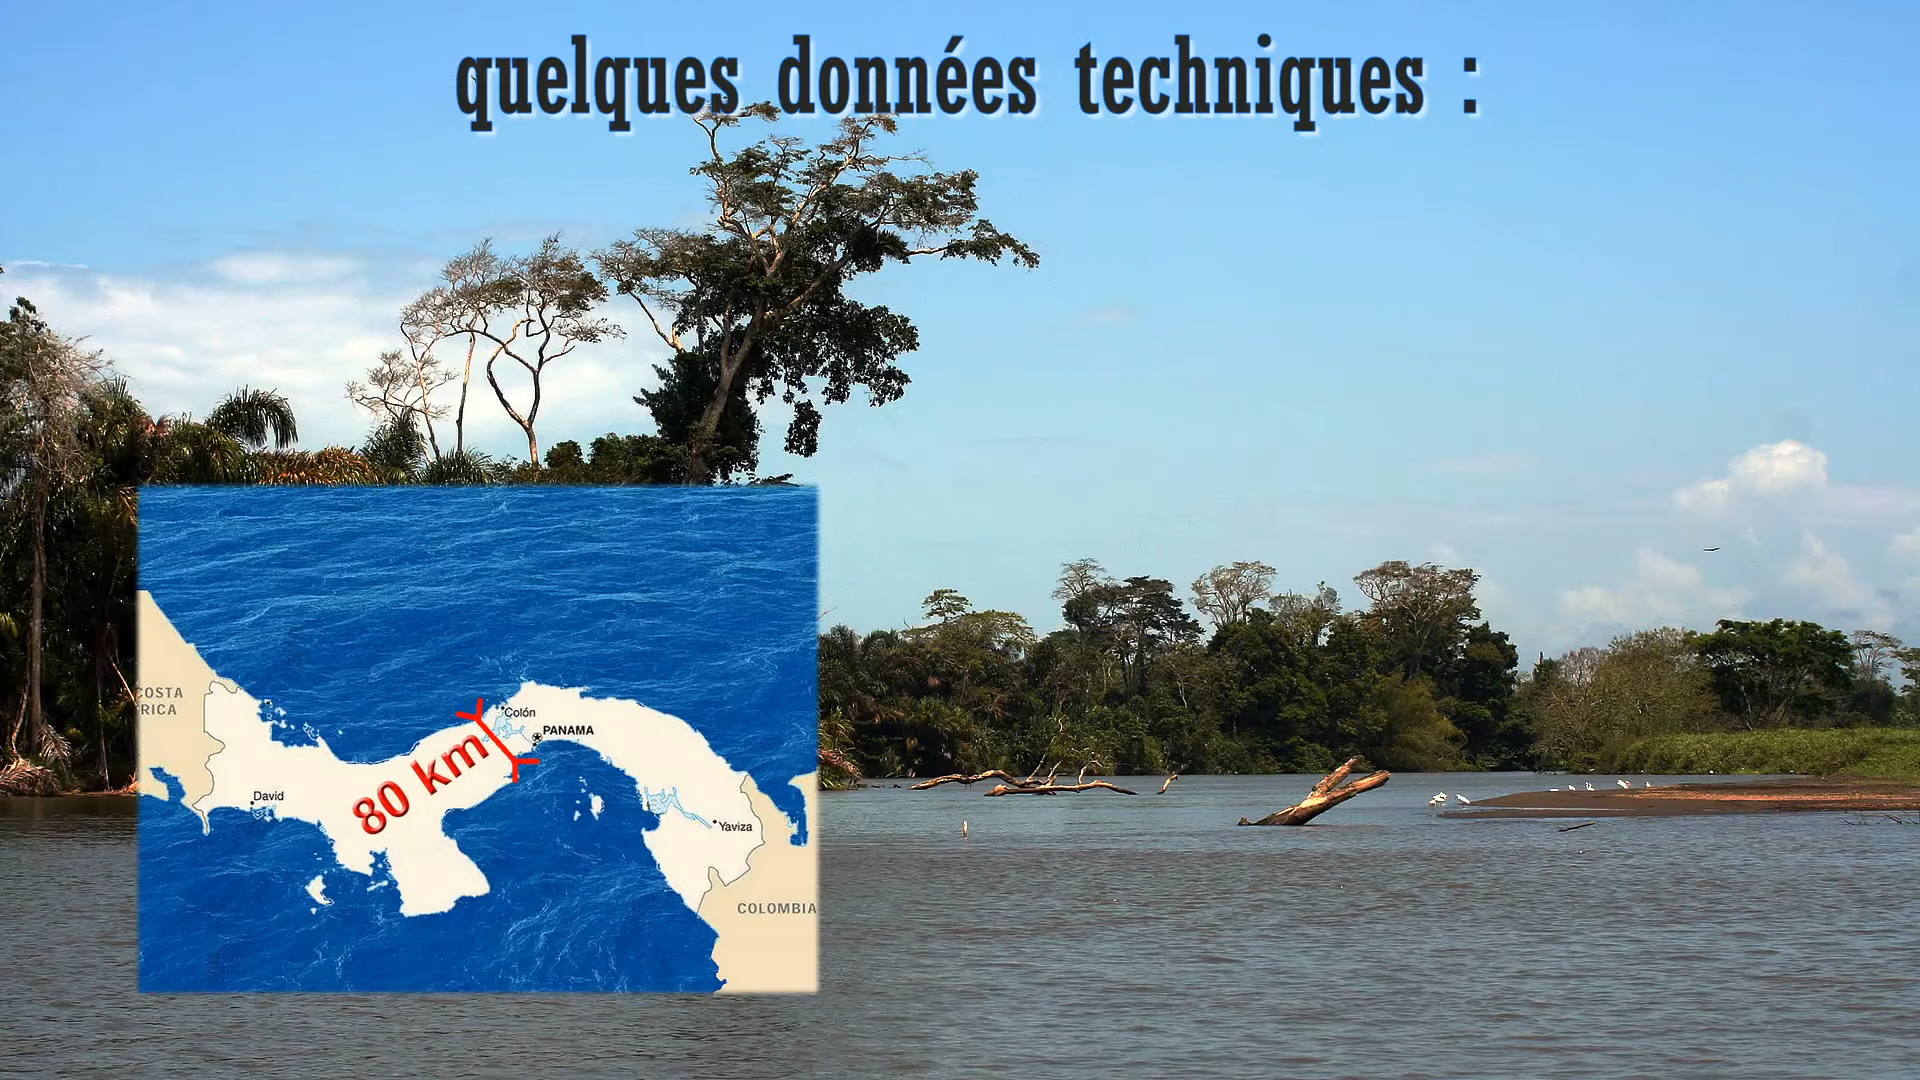 quelques données techniques :
COSTA
RICA
Colón
PANAMA
80 km
David
Yaviza
COLOMBIA